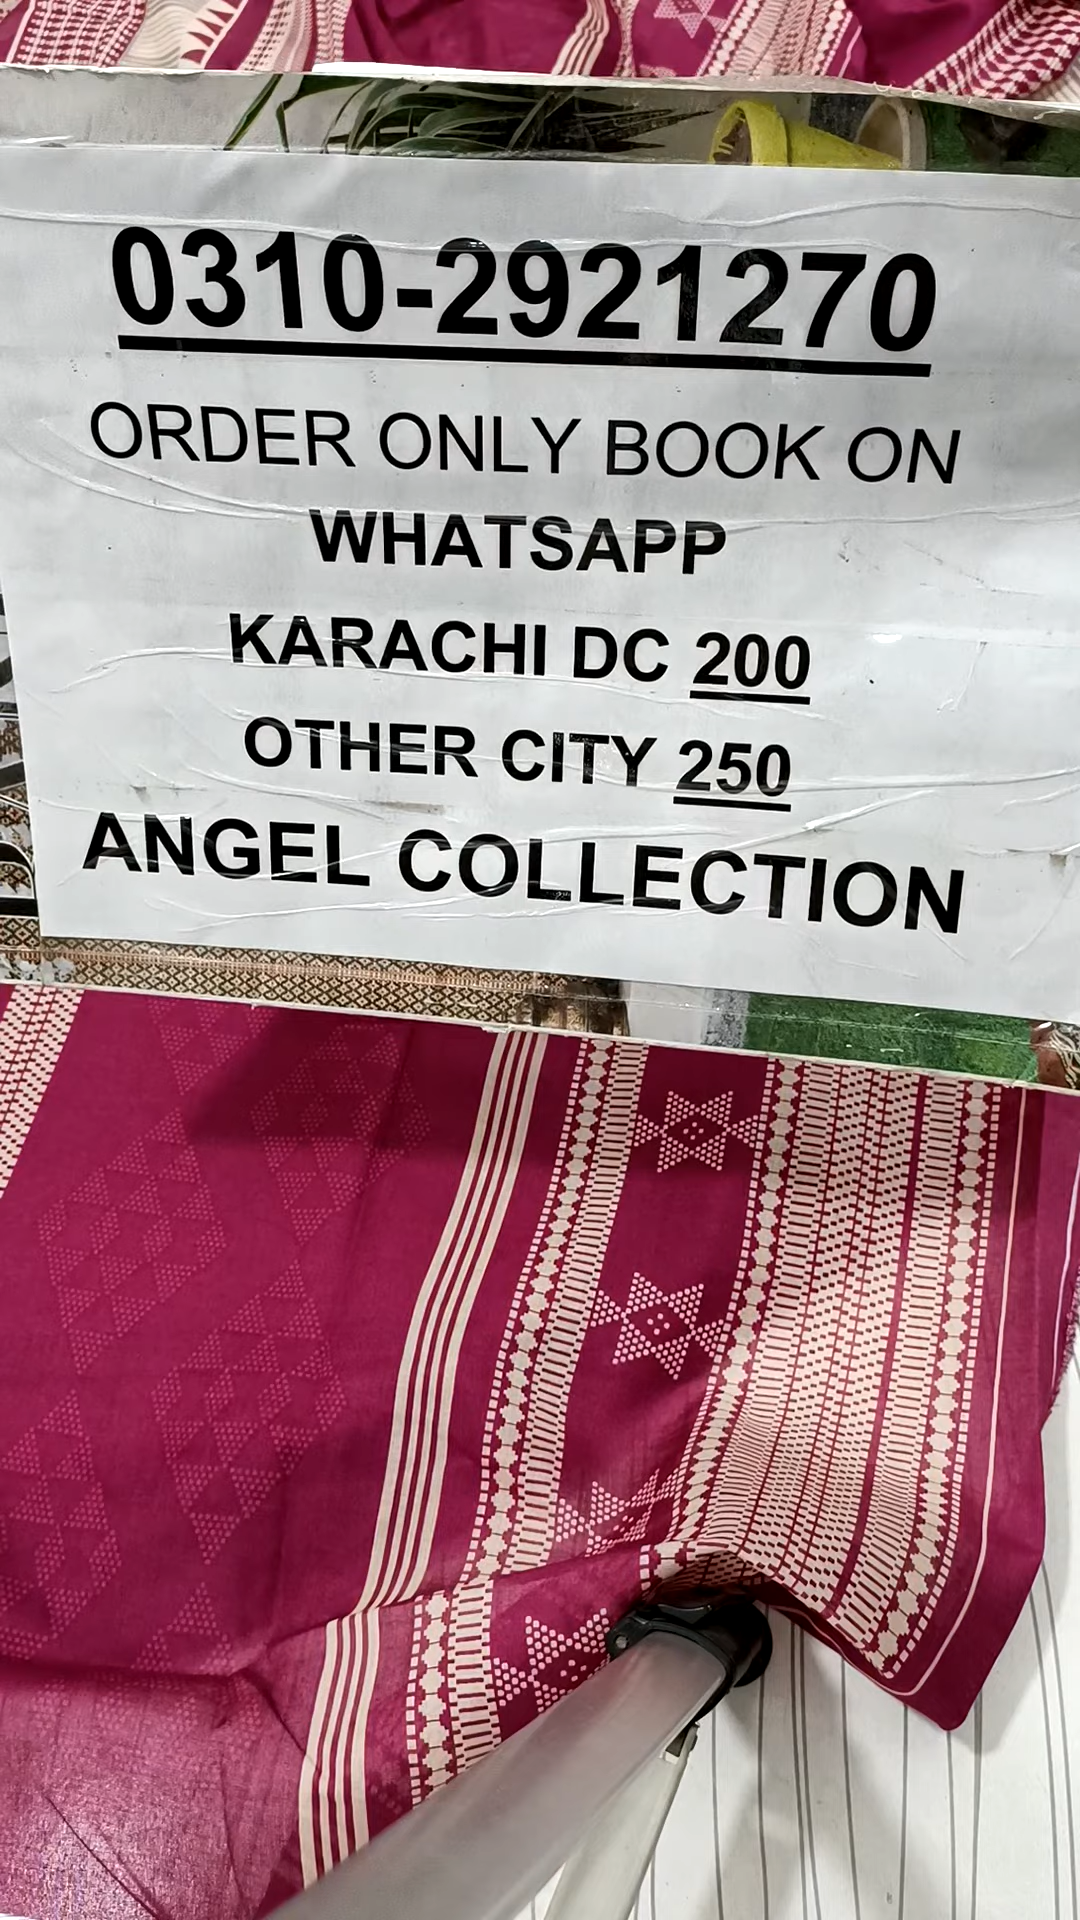 0310-2921270
ORDER ONLY BOOK ON
WHATSAPP
KARACHI DC 200
OTHER CITY 250
ANGEL COLLECTION